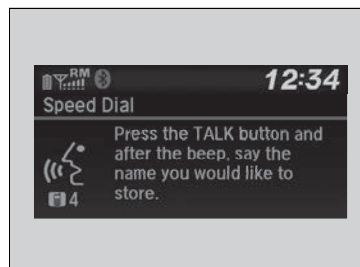 RM
12:34
Speed Dial
Press the TALK button and
after the beep, say the
name you would like to
store.
4